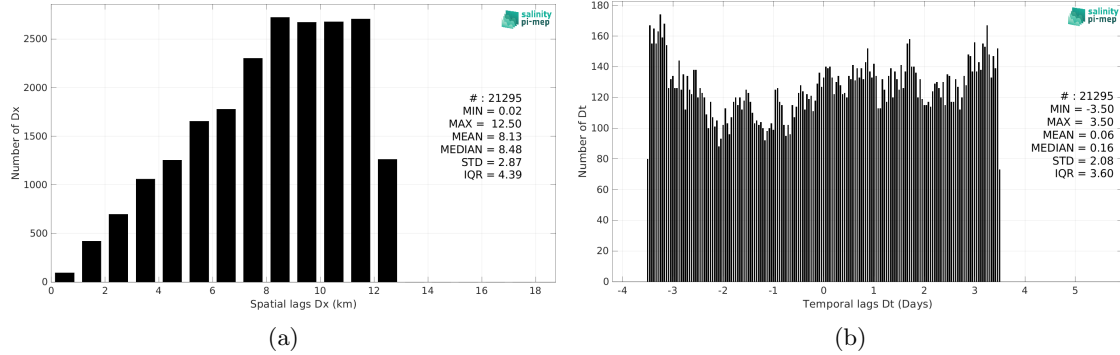 salinity
pi-mep
2500
2000
1500
1000
500
0
Number of Dx
# : 21295
MIN = 0.02
MAX = 12.50
MEAN = 8.13
MEDIAN = 8.48
STD = 2.87
IQR = 4.39
0 2 4 6 8 10 12 14 16 18
Spatial lags Dx (km)
(a)
salinity
pi-mep
180
160
140
120
100
80
60
40
20
0
Number of Dt
# : 21295
MIN = -3.50
MAX = 3.50
MEAN = 0.06
MEDIAN = 0.16
STD = 2.08
IQR = 3.60
-4 -3 -2 -1 0 1 2 3 4 5
Temporal lags Dt (Days)
(b)